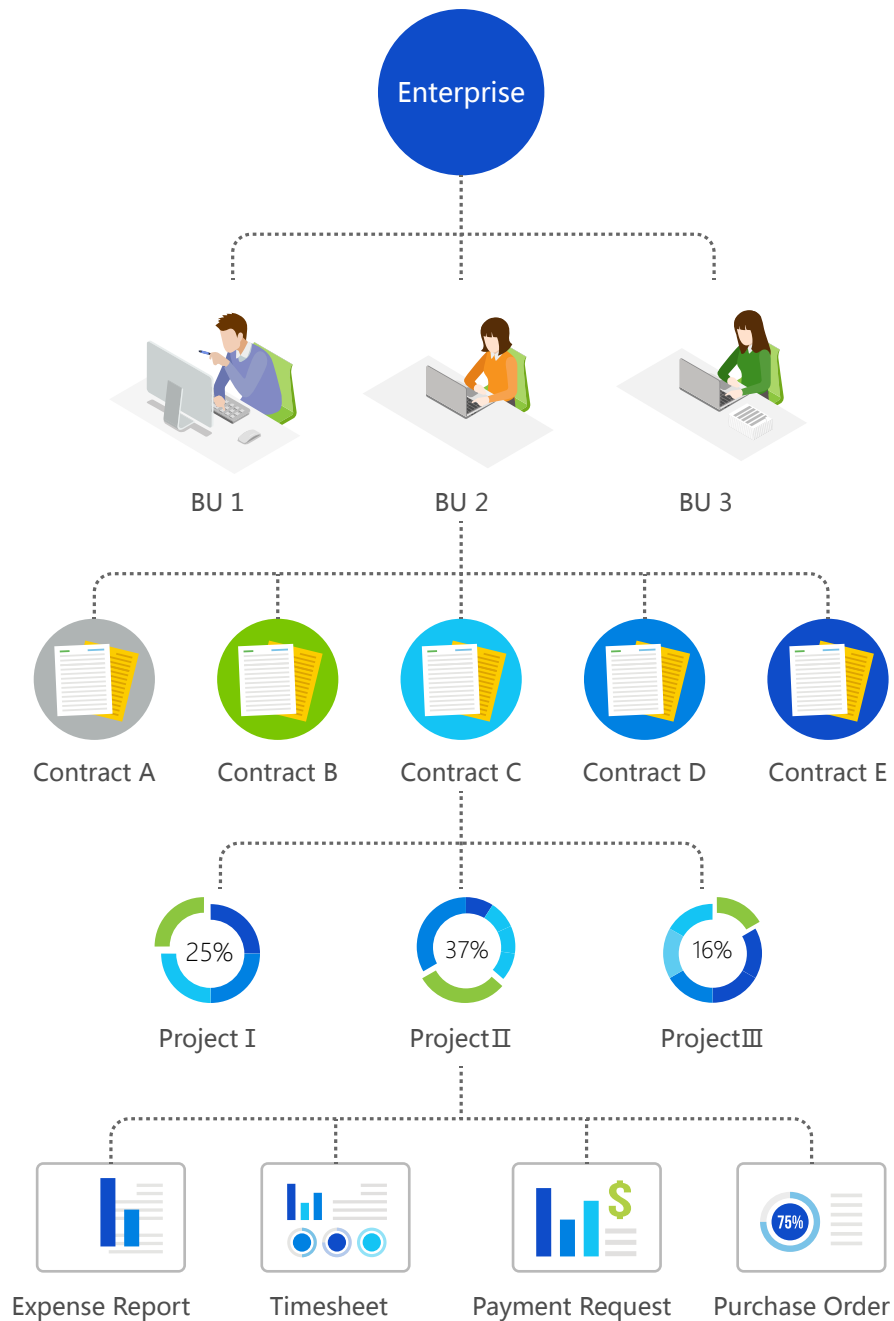 Enterprise
BU 1
BU 2
BU 3
Contract A
Contract B
Contract C
Contract D
Contract E
25%
37%
16%
Project Ⅰ
ProjectⅡ
ProjectⅢ
$
75%
Expense Report
Timesheet
Payment Request
Purchase Order